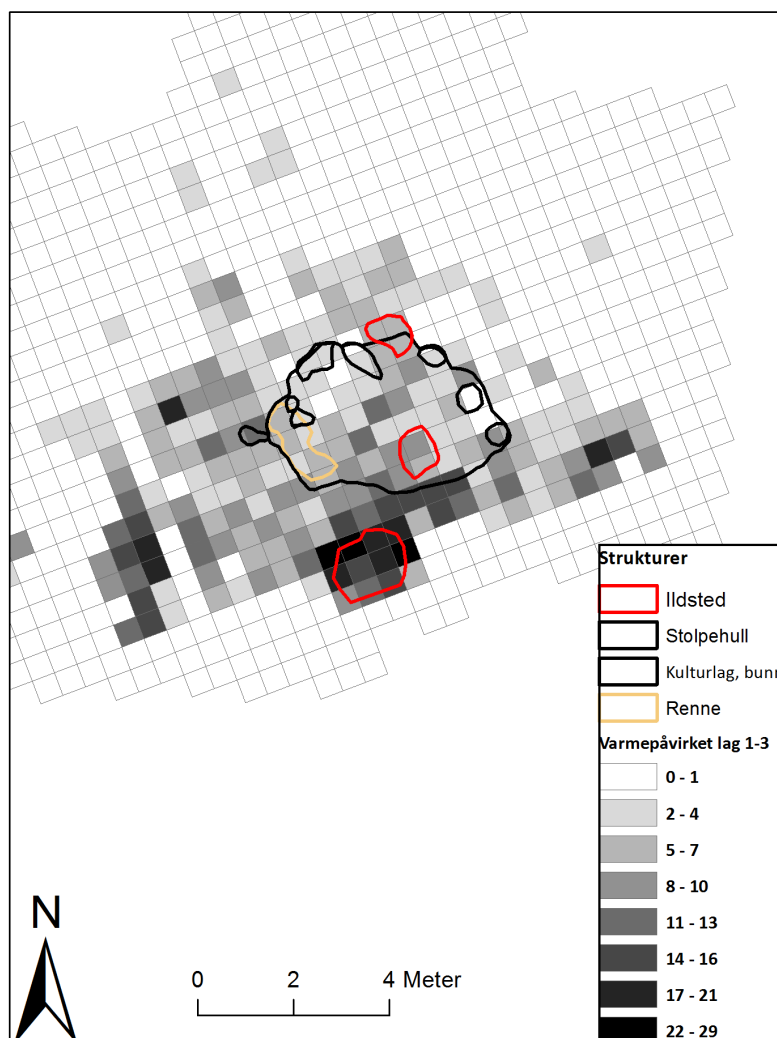 Strukturer
Ildsted
Stolpehull
Kulturlag, bunn
Renne
Varmepåvirket lag 1-3
0 - 1
2 - 4
5 - 7
8 - 10
11 - 13
14 - 16
17 - 21
22 - 29
N
0 2 4 Meter